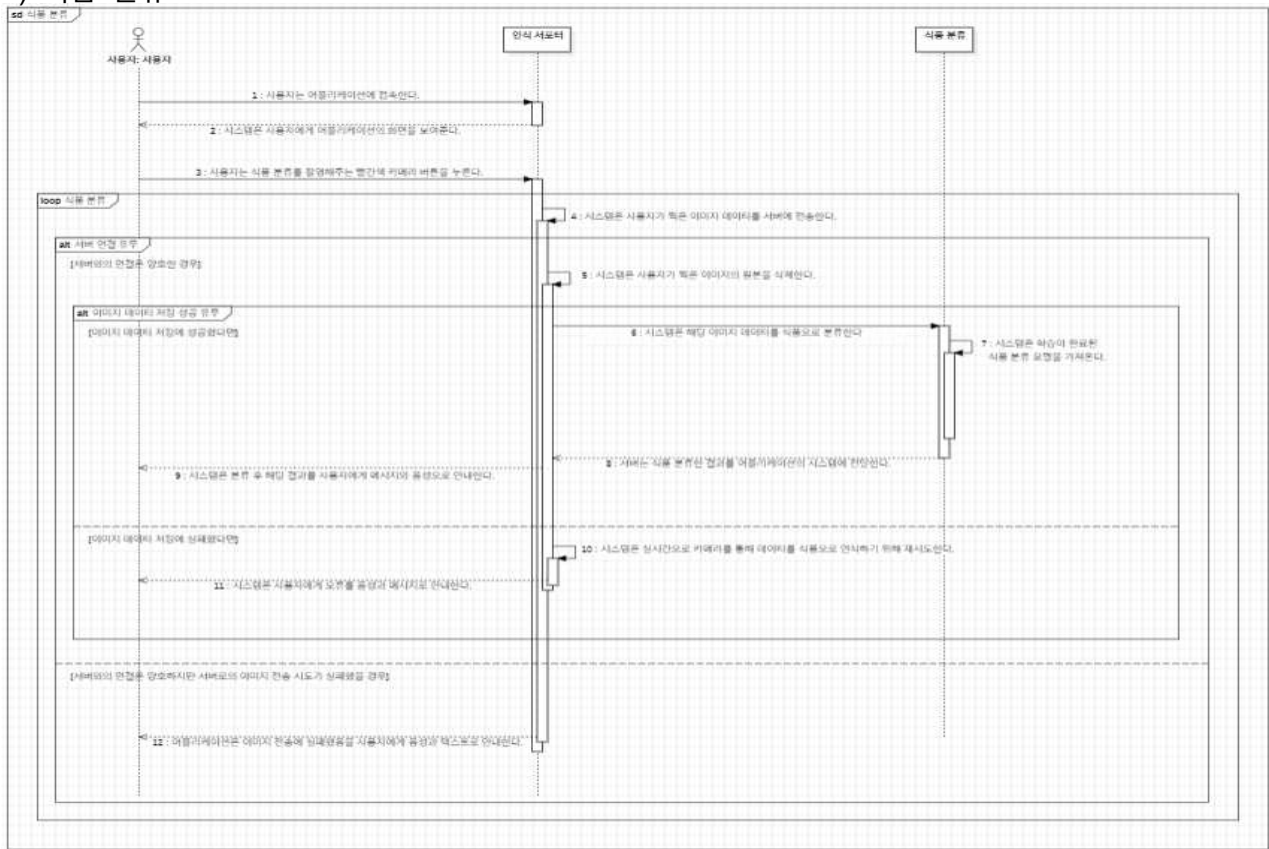 sd 식품 분류
인식 서포터
식품 분류
사용자: 사용자
1 : 사용자는 어플리케이션에 접속한다.
2 : 시스템은 사용자에게 어플리케이션의 화면을 보여준다.
3 : 사용자는 식품 분류를 촬영해주는 빨간색 카메라 버튼을 누른다.
loop 식품 분류
4 : 시스템은 사용자가 찍은 이미지 데이터를 서버에 전송한다.
alt 서버 연결 유무
[서버와의 연결은 양호한 경우]
5 : 시스템은 사용자가 찍은 이미지의 원본을 삭제한다.
alt 이미지 데이터 저장 성공 유무
[이미지 데이터 저장에 성공했다면]
6 : 시스템은 해당 이미지 데이터를 식품으로 분류한다
7 : 시스템은 학습이 완료된
식품 분류 모델을 가져온다.
8 : 서버는 식품 분류한 결과를 어플리케이션의 시스템에 전달한다.
9 : 시스템은 분류 후 해당 결과를 사용자에게 메시지와 음성으로 안내한다.
[이미지 데이터 저장에 실패했다면]
10 : 시스템은 실시간으로 카메라를 통해 데이터를 식품으로 인식하기 위해 재시도한다.
11 : 시스템은 사용자에게 오류를 음성과 메시지로 안내한다.
[서버와의 연결은 양호하지만 서버로의 이미지 전송 시도가 실패했을 경우]
12 : 어플리케이션은 이미지 전송에 실패했음을 사용자에게 음성과 텍스트로 안내한다.